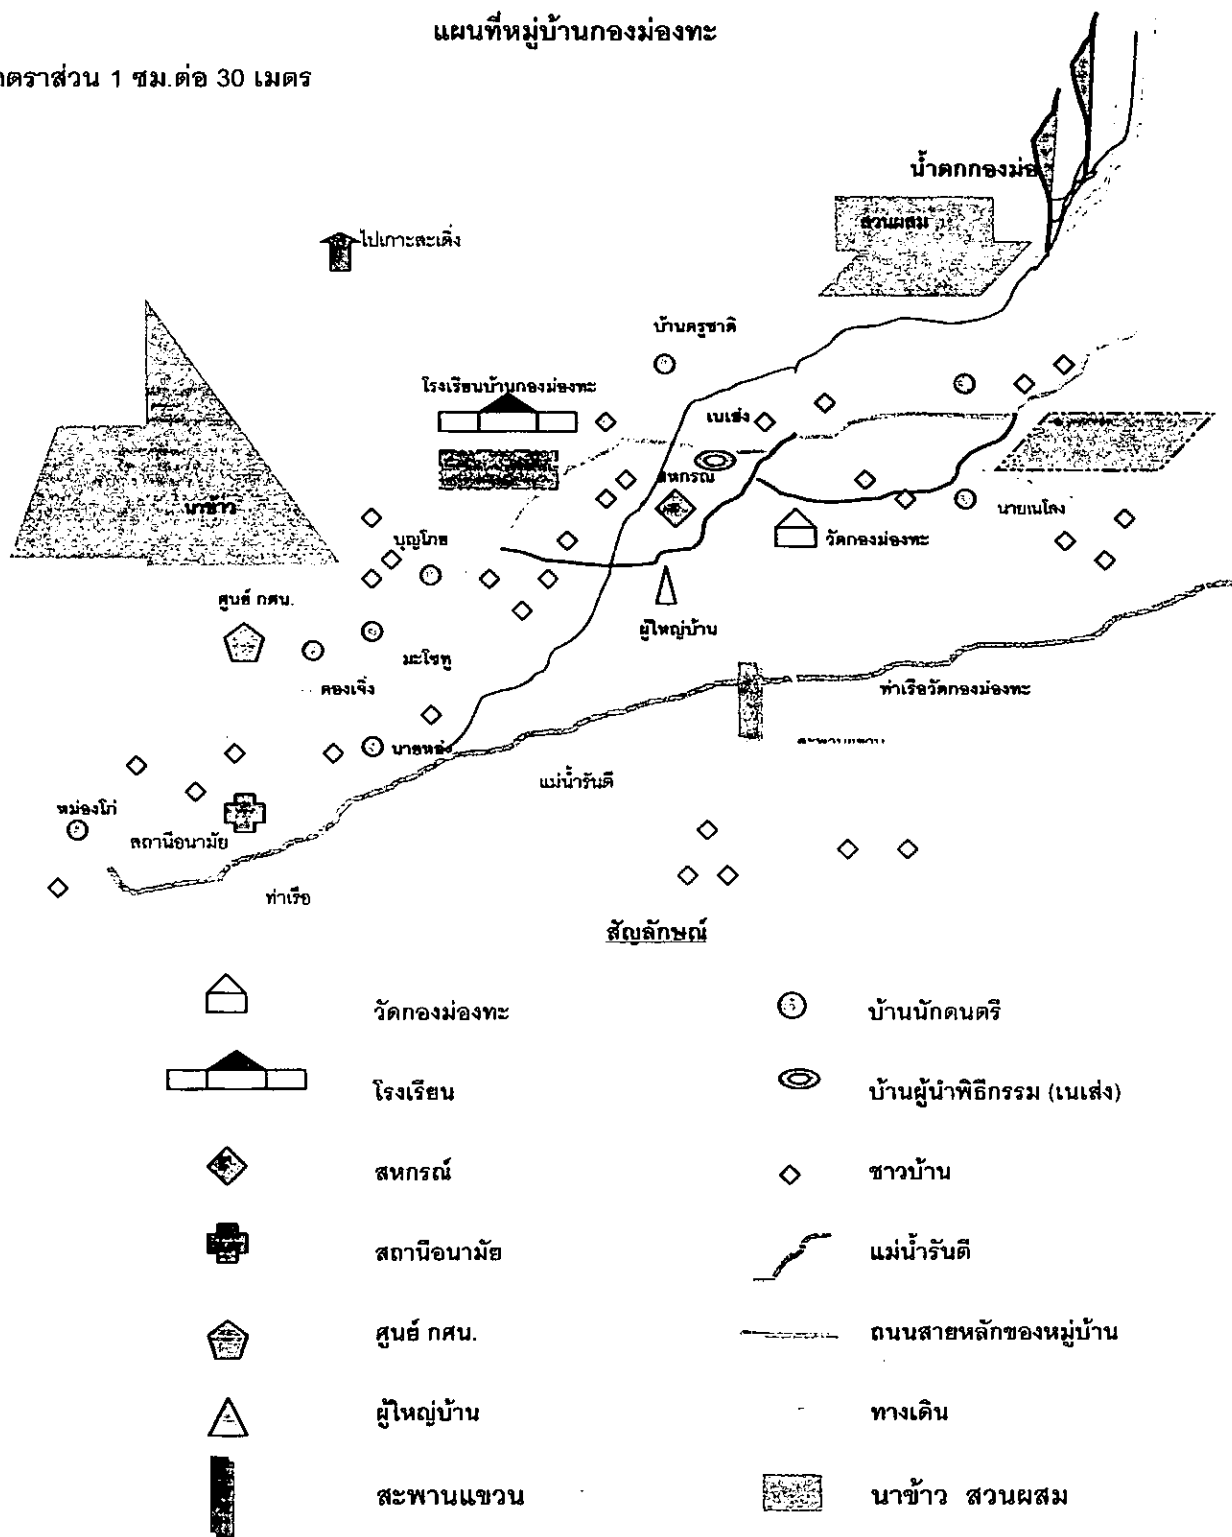 แผนที่หมู่บ้านกองม่องทะ
าตราส่วน 1 ซม.ต่อ 30 เมตร
น้ำตกกองม่อ
สวนผสม
ไปเกาะสะเดิ่ง
บ้านครูชาติ
โรงเรียนบ้านกองม่องทะ
เนเส่ง
สหกรณ์
นาข้าว
นายเนโลง
วัดกองม่องทะ
บุญโภช
ศูนย์ กศน.
ผู้ใหญ่บ้าน
มะโชทู
คองเจิ่ง
ท่าเรือวัดกองม่องทะ
นายหล่ง
สะพานแขวน
แม่น้ำรันตี
หม่องโก่
สถานีอนามัย
ท่าเรือ
สัญลักษณ์
วัดกองม่องทะ
บ้านนักดนตรี
โรงเรียน
บ้านผู้นำพิธีกรรม (เนเส่ง)
สหกรณ์
ชาวบ้าน
สถานีอนามัย
แม่น้ำรันตี
ศูนย์ กศน.
ถนนสายหลักของหมู่บ้าน
ผู้ใหญ่บ้าน
ทางเดิน
สะพานแขวน
นาข้าว สวนผสม